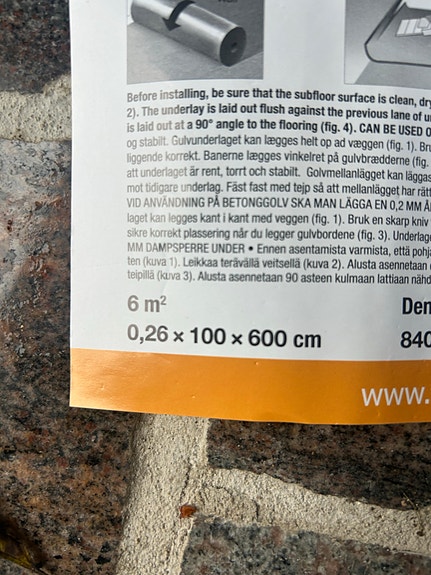 Before installing, be sure that the subfloor surface is clean, dry
2). The underlay is laid out flush against the previous lane of
is laid out at a 90° angle to the flooring (fig. 4). CAN BE USED
og stabilt. Gulvunderlaget kan lægges helt op ad væggen (fig. 1).
liggende korrekt. Banerne lægges vinkelret på gulvbrædderne (fig.
att underlaget är rent, torrt och stabilt. Golvmellanlägget kan läggas
mot tidigare underlag. Fäst fast med tejp så att mellanlägget har rätt
VID ANVÄNDNING PÅ BETONGGOLV SKA MAN LÄGGA EN 0,2 MM
laget kan legges kant i kant med veggen (fig. 1). Bruk en skarp kniv
sikre korrekt plassering når du legger gulvbordene (fig. 3).
MM DAMPSPERRE UNDER • Ennen asentamista varmista, että
ten (kuva 1). Leikkaa terävällä veitsellä (kuva 2). Alusta asennetaan
teipillä (kuva 3). Alusta asennetaan 90 asteen kulmaan lattiaan
6 m²
0,26 × 100 × 600 cm
Den
840
www.